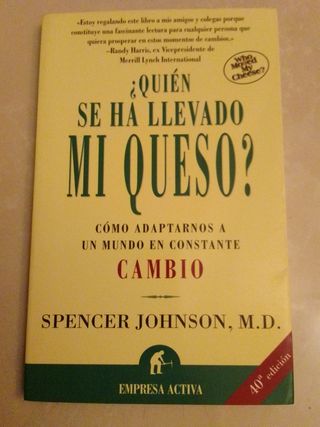 «Estoy regalando este libro a mis amigos y colegas porque
constituye una fascinante lectura para cualquier persona que
quiera prosperar en estos momentos de cambios.»
–Randy Harris, ex Vicepresidente de
Merrill Lynch International
Who
Moved My
Cheese?
¿QUIÉN
SE HA LLEVADO
MI QUESO?
CÓMO ADAPTARNOS A
UN MUNDO EN CONSTANTE
CAMBIO
SPENCER JOHNSON, M.D.
40ª edición
EMPRESA ACTIVA